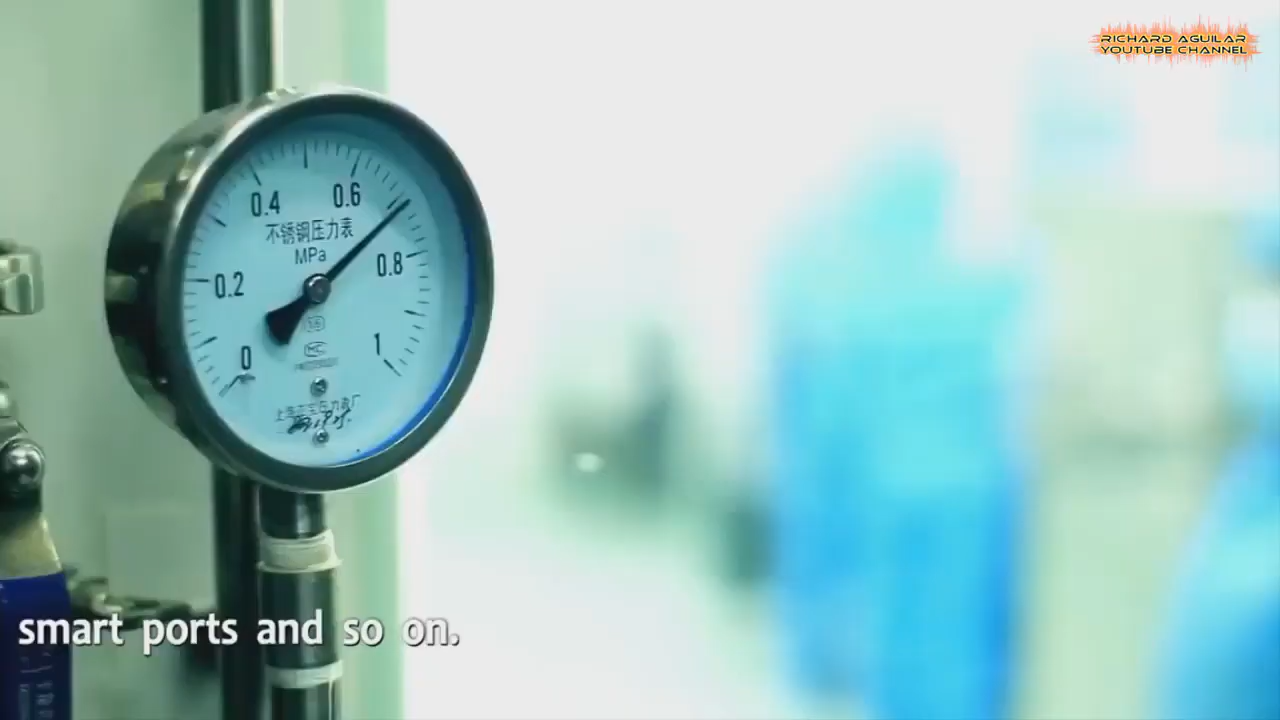 RICHARD AGUILAR
YOUTUBE CHANNEL
0.4
0.6
不锈钢压力表
MPa
0.2
0.8
0
1
smart ports and so on.